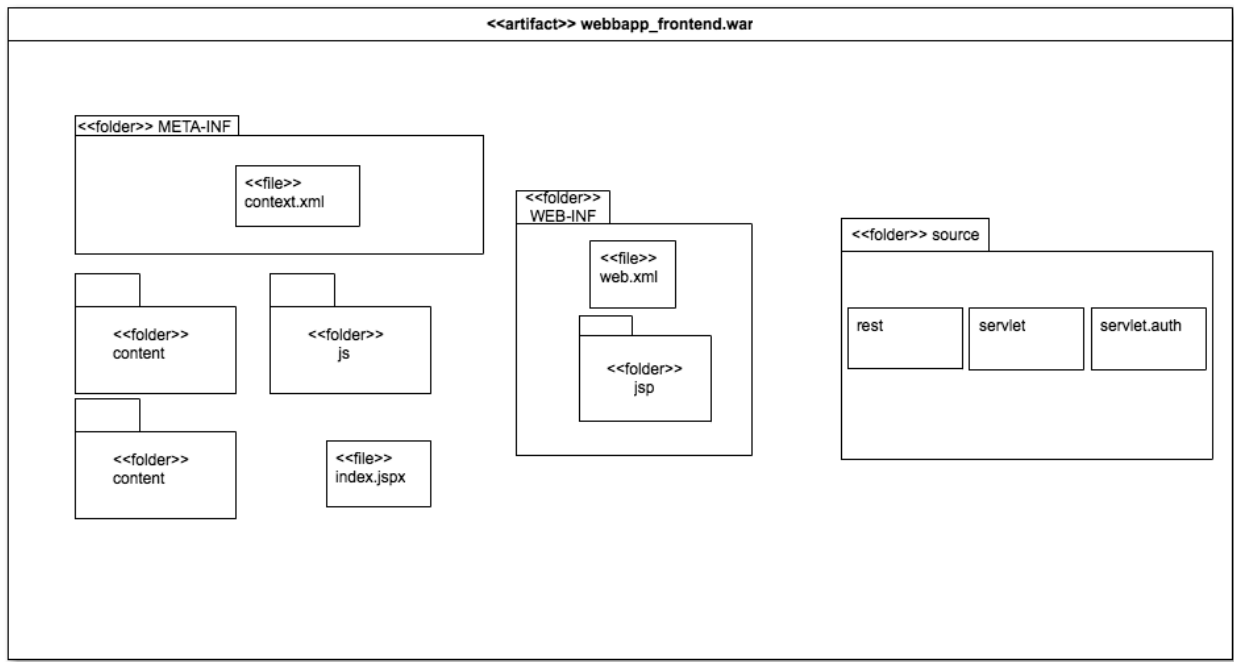 <<artifact>> webbapp_frontend.war
<<folder>> META-INF
<<file>>
context.xml
<<folder>>
content
<<folder>>
js
<<folder>>
content
<<file>>
index.jspx
<<folder>>
WEB-INF
<<file>>
web.xml
<<folder>>
jsp
<<folder>> source
rest
servlet
servlet.auth